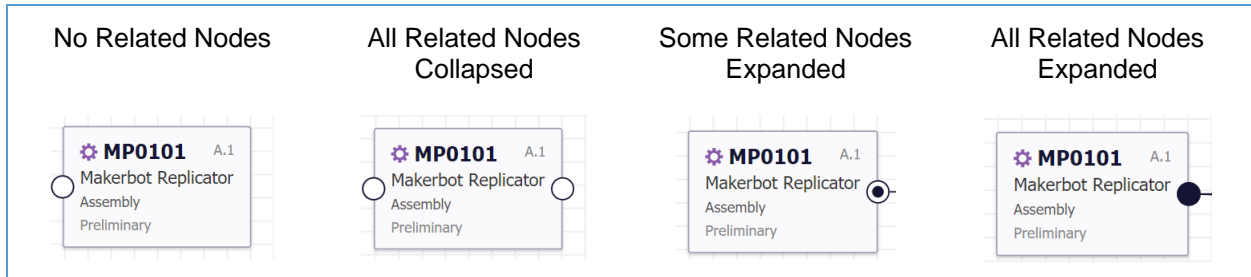 No Related Nodes
All Related Nodes
Collapsed
Some Related Nodes
Expanded
All Related Nodes
Expanded
MP0101 A.1
Makerbot Replicator
Assembly
Preliminary
MP0101 A.1
Makerbot Replicator
Assembly
Preliminary
MP0101 A.1
Makerbot Replicator
Assembly
Preliminary
MP0101 A.1
Makerbot Replicator
Assembly
Preliminary